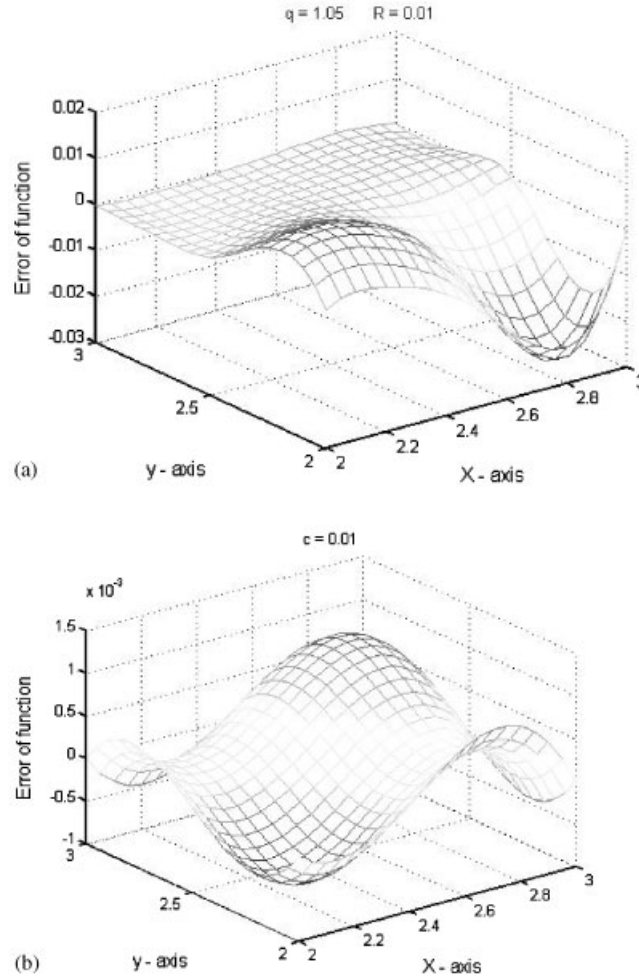 q = 1.05 R = 0.01
0.02
0.01
0
-0.01
-0.02
-0.03
Error of function
3
2.5
2
y - axis
2
2.2
2.4
2.6
2.8
3
X - axis
(a)
c = 0.01
x 10⁻³
1.5
1
0.5
0
-0.5
-1
Error of function
3
2.5
2
y - axis
2
2.2
2.4
2.6
2.8
3
X - axis
(b)